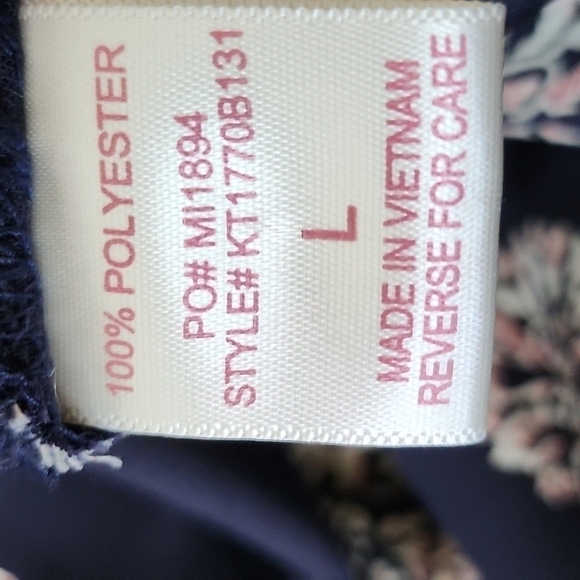 100% POLYESTER
PO# MI1894
STYLE# KT1770B131
L
MADE IN VIETNAM
REVERSE FOR CARE